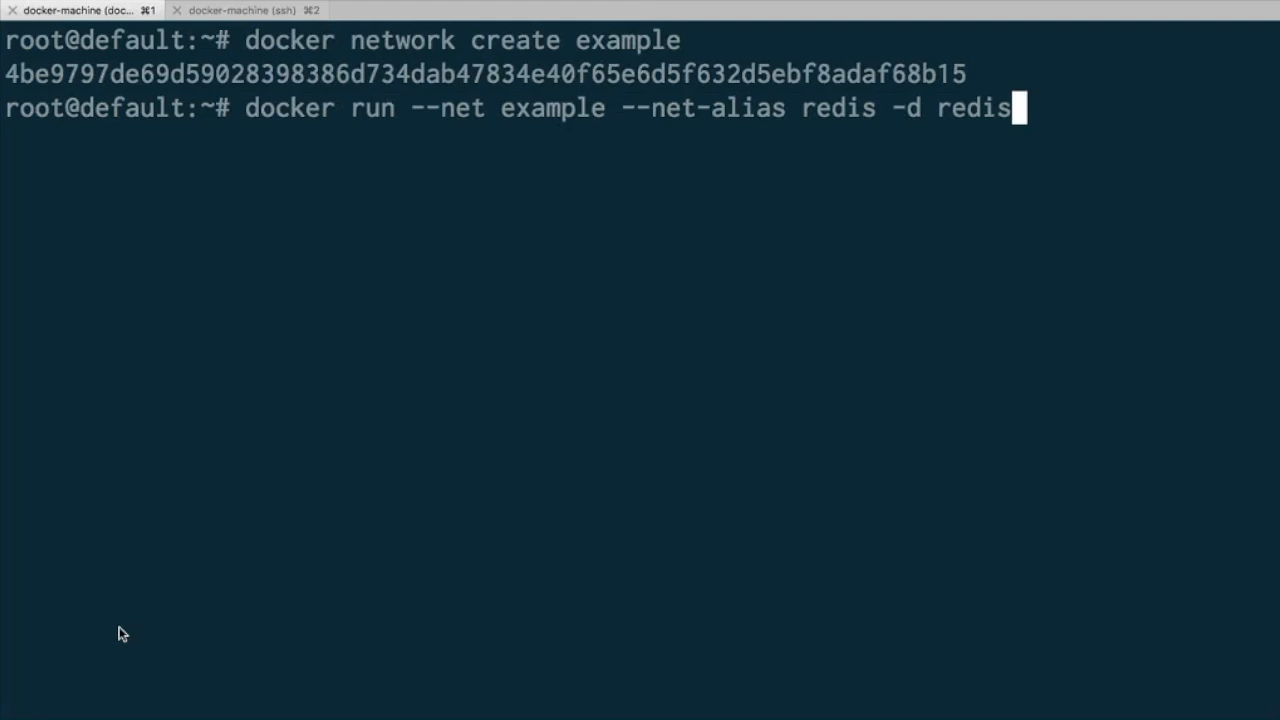 docker-machine (doc... ⌘1
docker-machine (ssh) ⌘2
root@default:~# docker network create example
4be9797de69d59028398386d734dab47834e40f65e6d5f632d5ebf8adaf68b15
root@default:~# docker run --net example --net-alias redis -d redis